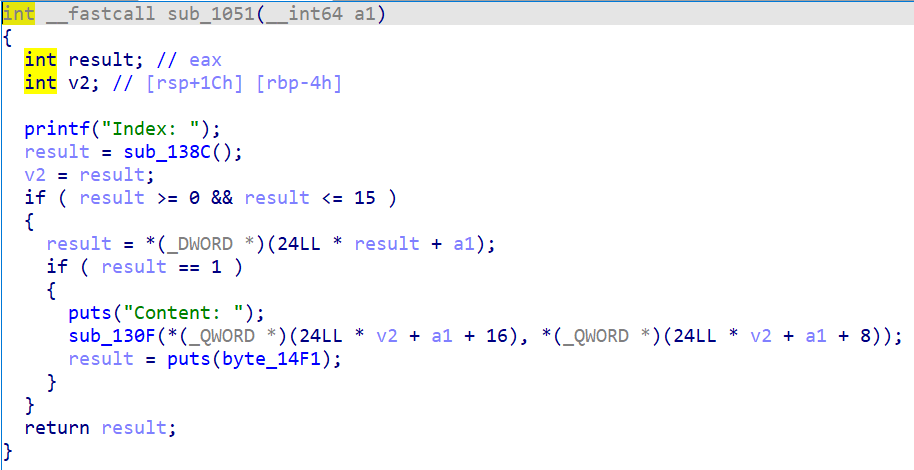 int __fastcall sub_1051(__int64 a1)
{
  int result; // eax
  int v2; // [rsp+1Ch] [rbp-4h]

  printf("Index: ");
  result = sub_138C();
  v2 = result;
  if ( result >= 0 && result <= 15 )
  {
    result = *(_DWORD *)(24LL * result + a1);
    if ( result == 1 )
    {
      puts("Content: ");
      sub_130F(*(_QWORD *)(24LL * v2 + a1 + 16), *(_QWORD *)(24LL * v2 + a1 + 8));
      result = puts(byte_14F1);
    }
  }
  return result;
}